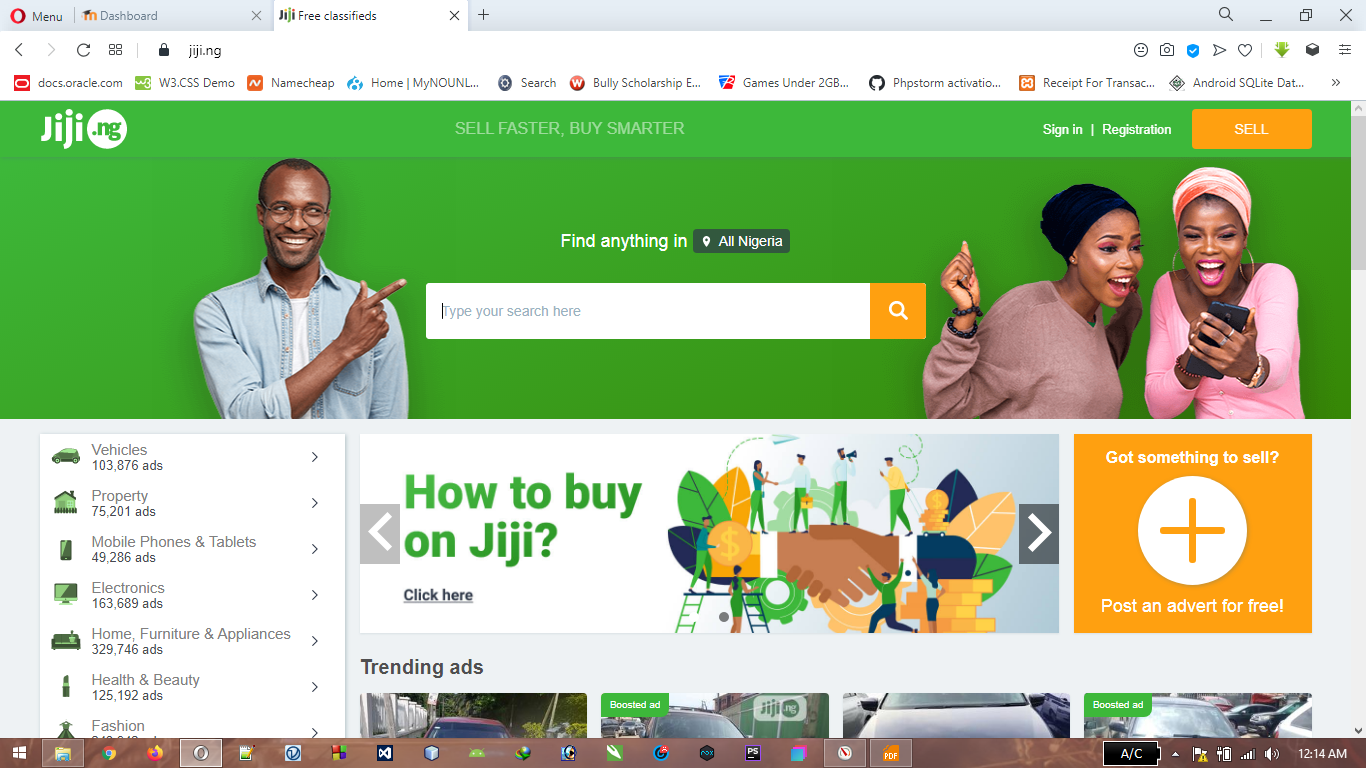 Menu
Dashboard
Jiji Free classifieds
jiji.ng
docs.oracle.com
W3.CSS Demo
Namecheap
Home | MyNOUNL...
Search
Bully Scholarship E...
Games Under 2GB...
Phpstorm activatio...
Receipt For Transac...
Android SQLite Dat...
Jiji .ng
SELL FASTER, BUY SMARTER
Sign in | Registration
SELL
Find anything in All Nigeria
Type your search here
Vehicles
103,876 ads
Property
75,201 ads
Mobile Phones & Tablets
49,286 ads
Electronics
163,689 ads
Home, Furniture & Appliances
329,746 ads
Health & Beauty
125,192 ads
Fashion
How to buy
on Jiji?
Click here
Got something to sell?
Post an advert for free!
Trending ads
Boosted ad
Jiji.ng
Boosted ad
PS
PDF
A/C
12:14 AM